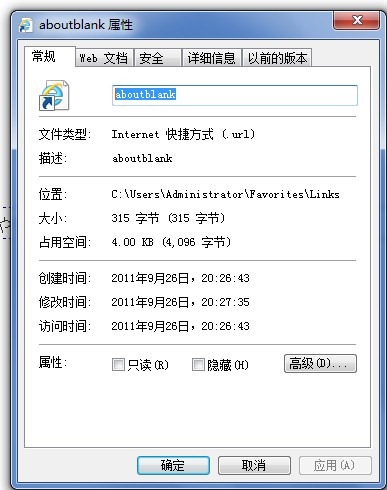 aboutblank 属性
常规 Web 文档 安全 详细信息 以前的版本
aboutblank
文件类型: Internet 快捷方式 (.url)
描述: aboutblank
位置: C:\Users\Administrator\Favorites\Links
大小: 315 字节 (315 字节)
占用空间: 4.00 KB (4,096 字节)
创建时间: 2011年9月26日，20:26:43
修改时间: 2011年9月26日，20:27:35
访问时间: 2011年9月26日，20:26:43
属性: 只读(R) 隐藏(H) 高级(D)...
确定 取消 应用(A)